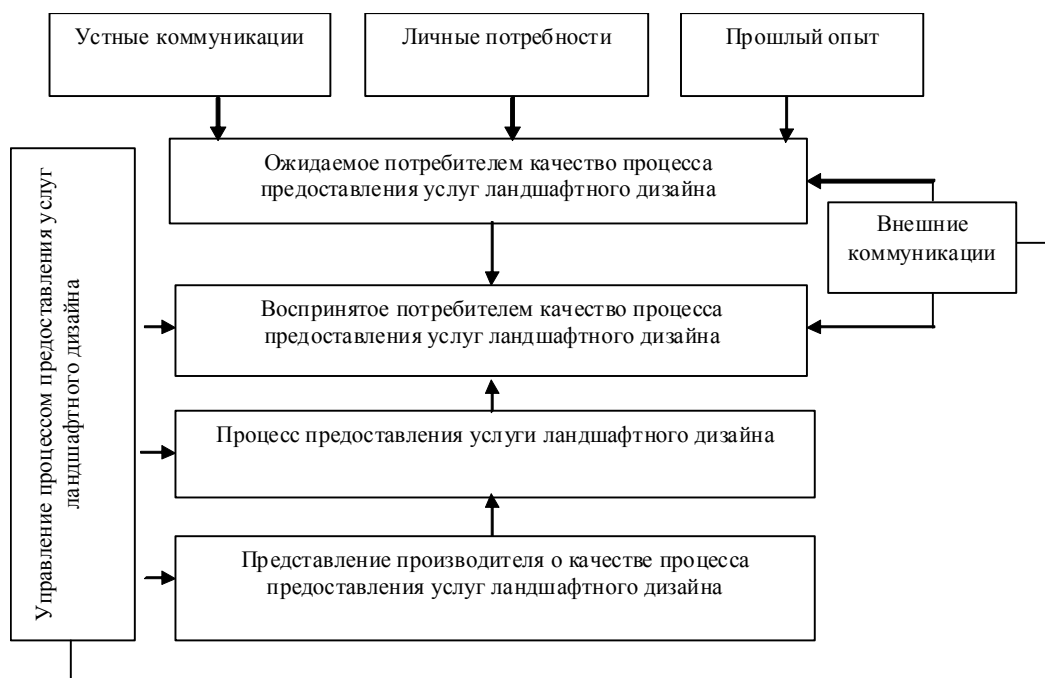 Устные коммуникации
Личные потребности
Прошлый опыт
Ожидаемое потребителем качество процесса
предоставления услуг ландшафтного дизайна
Внешние
коммуникации
Управление процессом предоставления услуг
ландшафтного дизайна
Воспринятое потребителем качество процесса
предоставления услуг ландшафтного дизайна
Процесс предоставления услуги ландшафтного дизайна
Представление производителя о качестве процесса
предоставления услуг ландшафтного дизайна